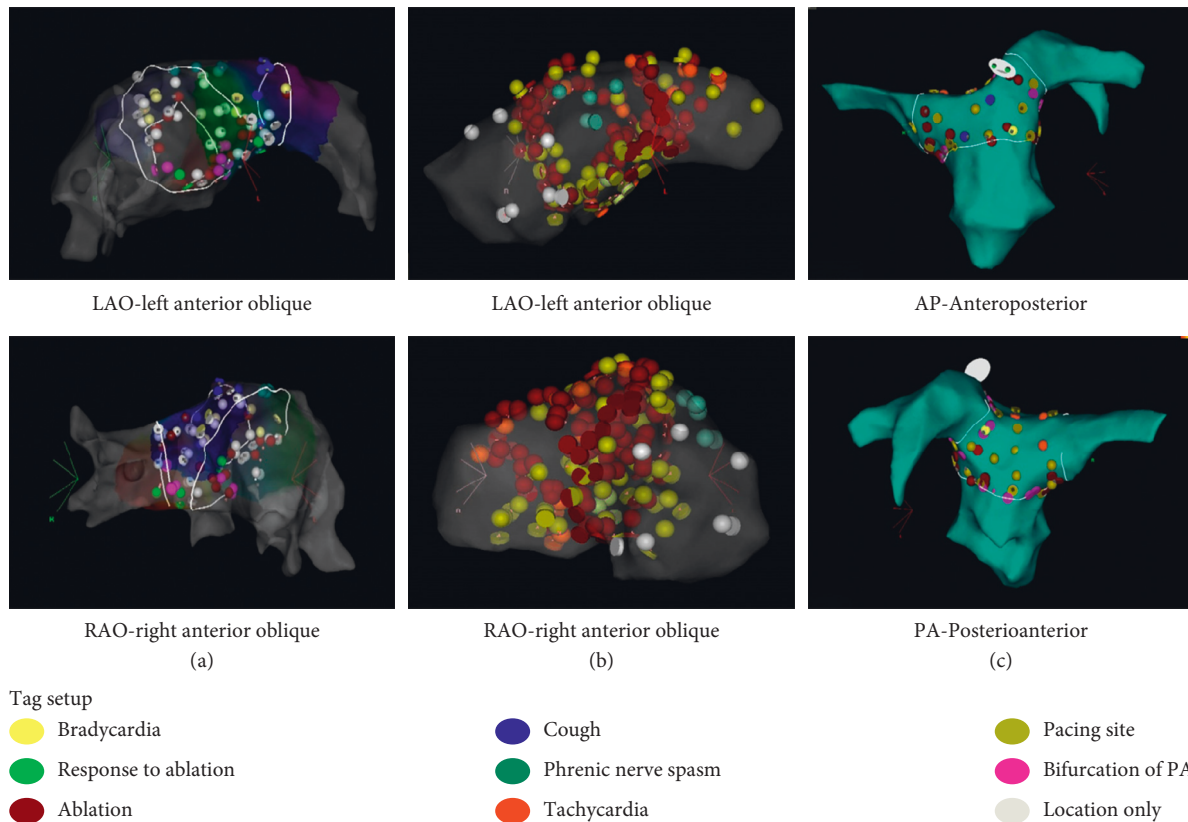 LAO-left anterior oblique
LAO-left anterior oblique
AP-Anteroposterior
RAO-right anterior oblique
RAO-right anterior oblique
PA-Posterioanterior
(a)
(b)
(c)
Tag setup
Bradycardia
Cough
Pacing site
Response to ablation
Phrenic nerve spasm
Bifurcation of PA
Ablation
Tachycardia
Location only